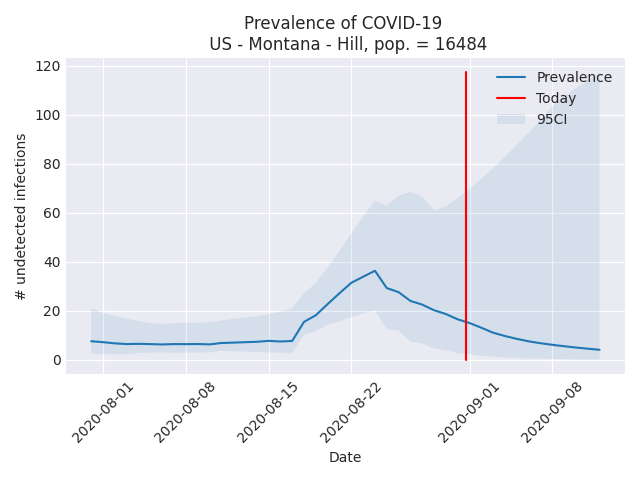 Prevalence of COVID-19
US - Montana - Hill, pop. = 16484
120
100
80
60
40
20
0
# undetected infections
Prevalence
Today
95CI
2020-08-01
2020-08-08
2020-08-15
2020-08-22
2020-09-01
2020-09-08
Date